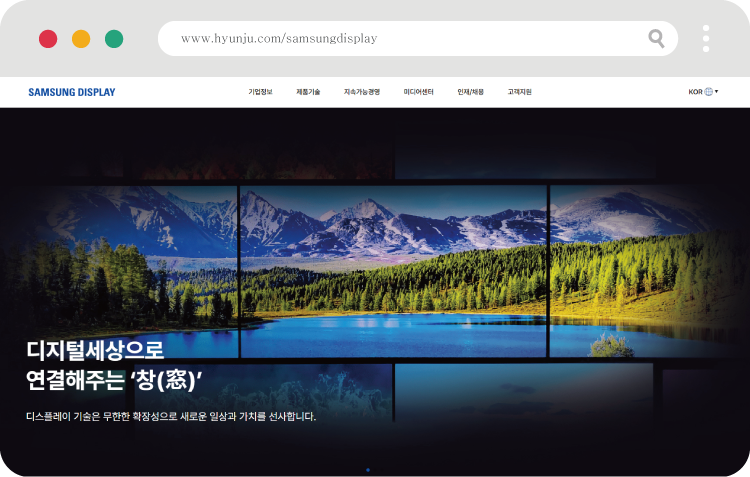 www.hyunju.com/samsungdisplay
SAMSUNG DISPLAY 기업정보 제품기술 지속가능경영 미디어센터 인재/채용 고객지원 KOR
디지털세상으로
연결해주는 ‘창(窓)’
디스플레이 기술은 무한한 확장성으로 새로운 일상과 가치를 선사합니다.